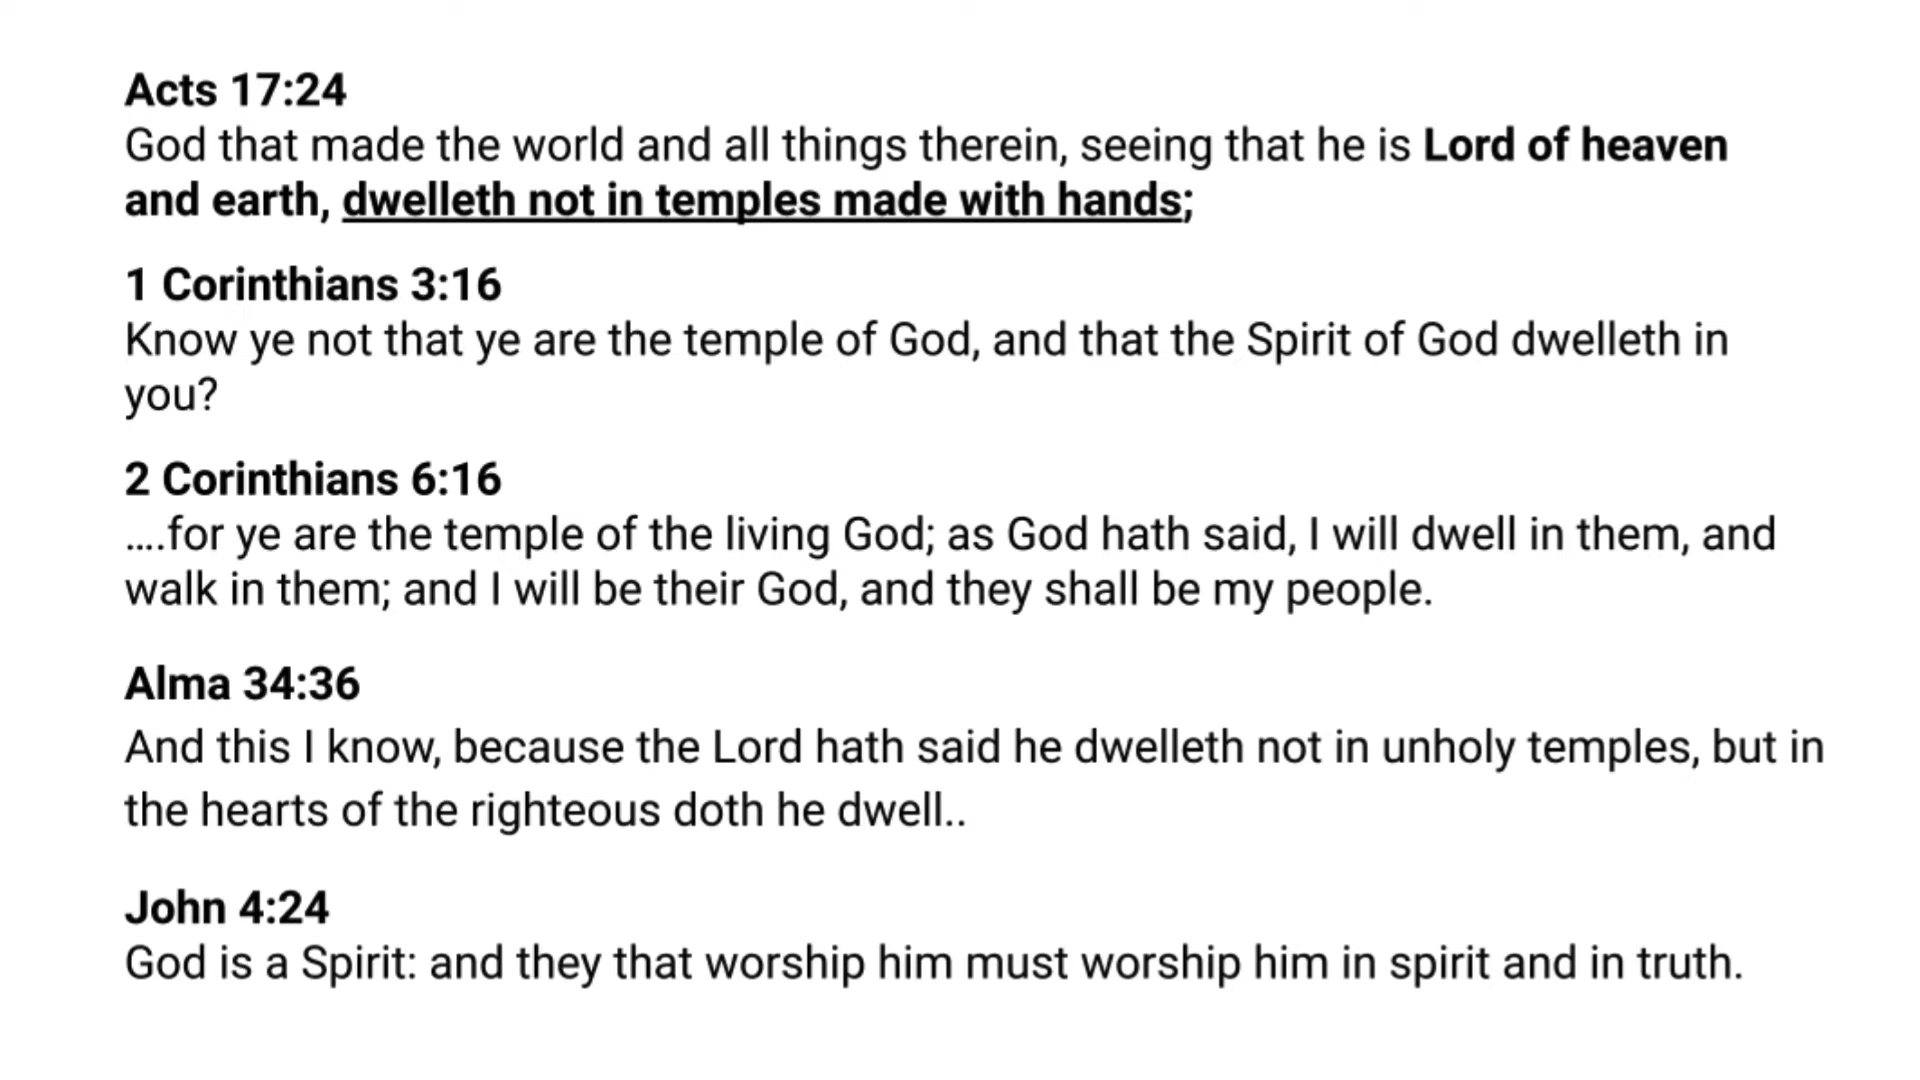 Acts 17:24
God that made the world and all things therein, seeing that he is Lord of heaven
and earth, dwelleth not in temples made with hands;
1 Corinthians 3:16
Know ye not that ye are the temple of God, and that the Spirit of God dwelleth in
you?
2 Corinthians 6:16
....for ye are the temple of the living God; as God hath said, I will dwell in them, and
walk in them; and I will be their God, and they shall be my people.
Alma 34:36
And this I know, because the Lord hath said he dwelleth not in unholy temples, but in
the hearts of the righteous doth he dwell..
John 4:24
God is a Spirit: and they that worship him must worship him in spirit and in truth.